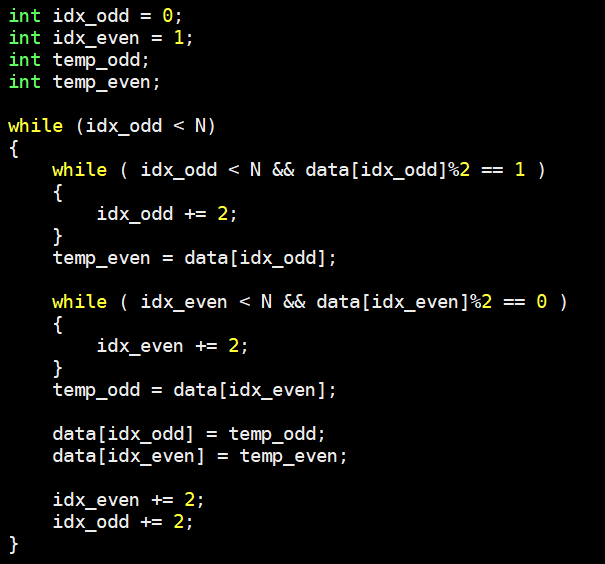 int idx_odd = 0;
int idx_even = 1;
int temp_odd;
int temp_even;

while (idx_odd < N)
{
    while ( idx_odd < N && data[idx_odd]%2 == 1 )
    {
        idx_odd += 2;
    }
    temp_even = data[idx_odd];

    while ( idx_even < N && data[idx_even]%2 == 0 )
    {
        idx_even += 2;
    }
    temp_odd = data[idx_even];

    data[idx_odd] = temp_odd;
    data[idx_even] = temp_even;

    idx_even += 2;
    idx_odd += 2;
}